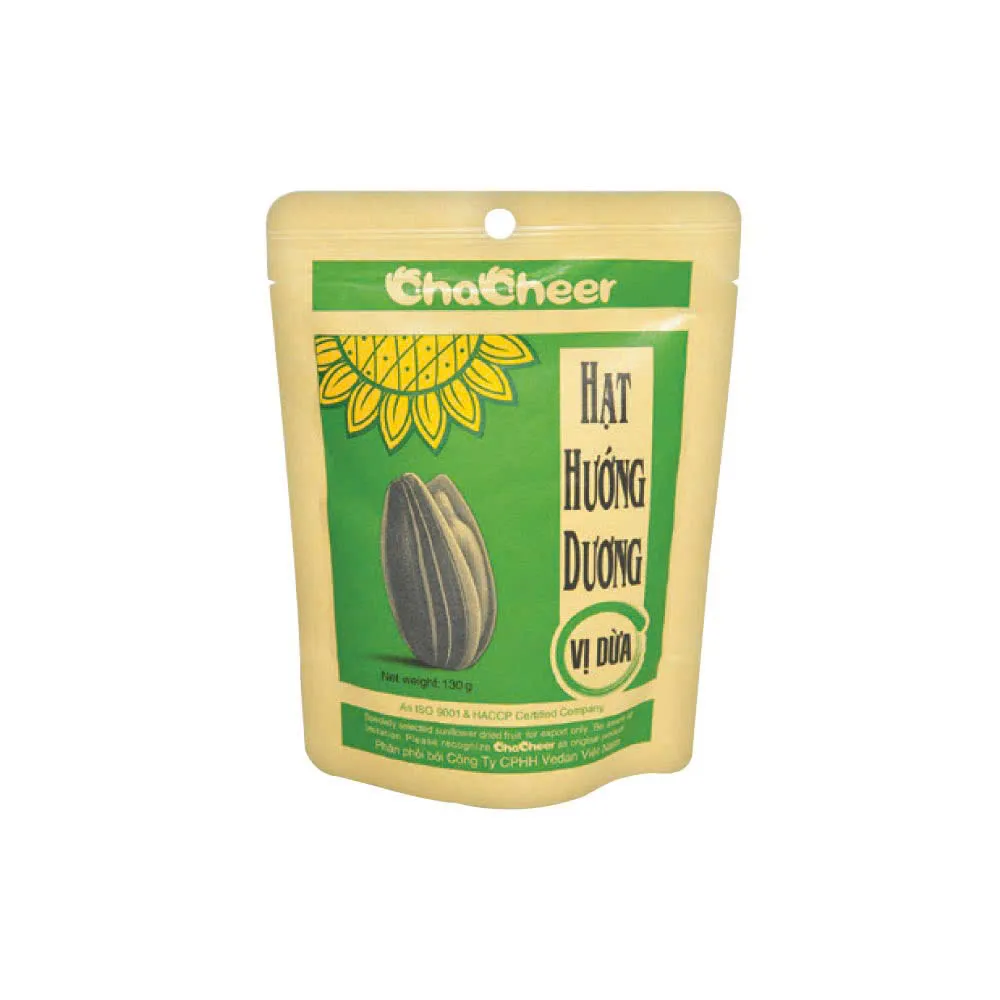 ChaCheer
HẠT
HƯỚNG
DƯƠNG
VỊ DỪA
Net weight: 130 g
As ISO 9001 & HACCP Certified Company
Specially selected sunflower dried fruit for export only. Be aware of
imitation. Please recognize ChaCheer as original product
Phân phối bởi Công Ty CPHH Vedan Việt Nam